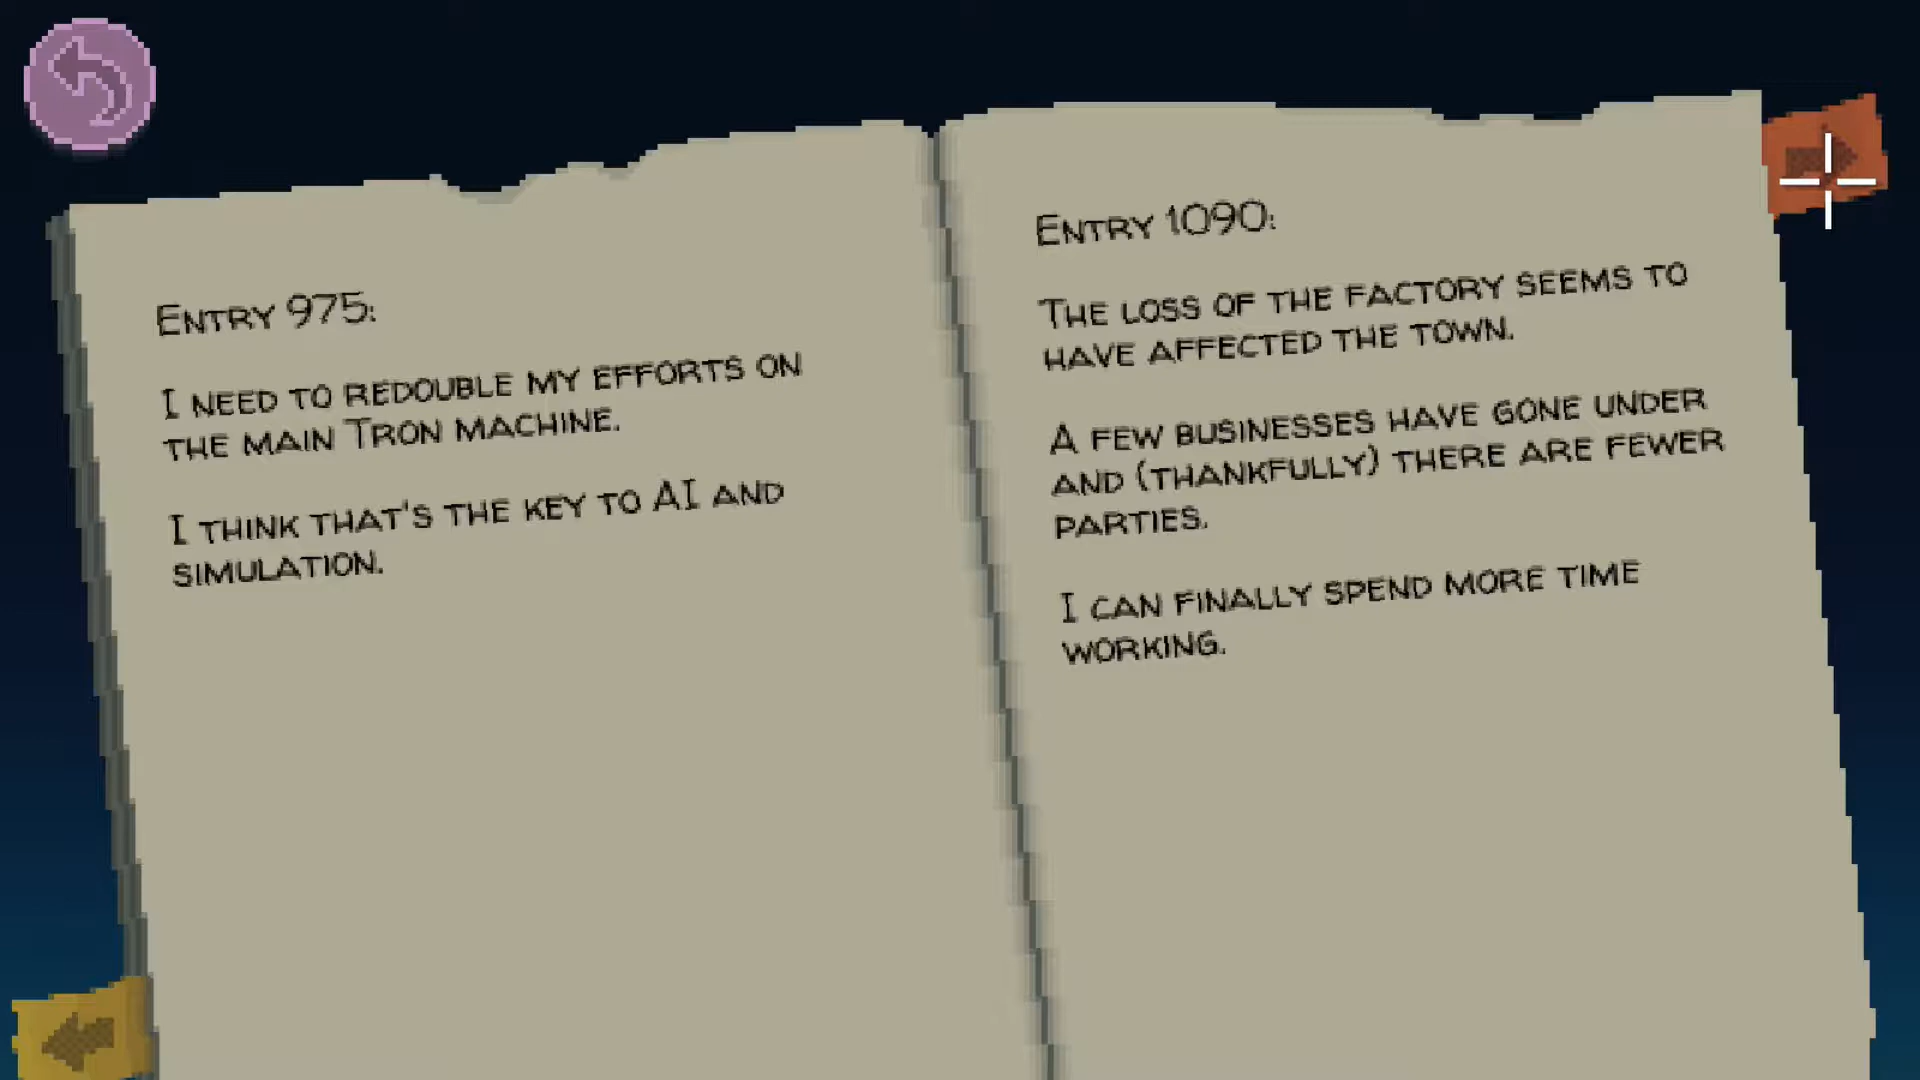 Entry 975:
I need to redouble my efforts on
the main Tron machine.
I think that's the key to AI and
simulation.
Entry 1090:
The loss of the factory seems to
have affected the town.
A few businesses have gone under
and (thankfully) there are fewer
parties.
I can finally spend more time
working.